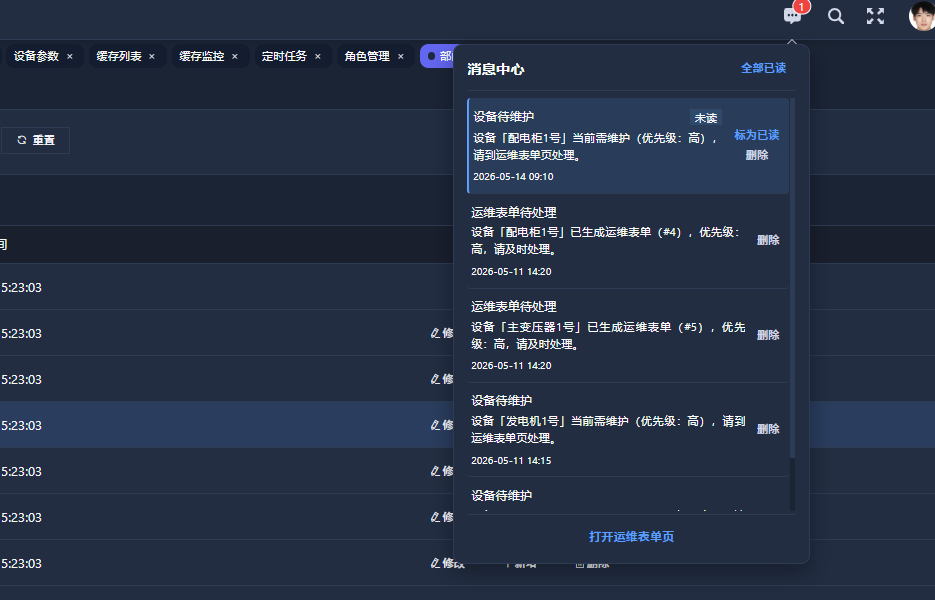 1
设备参数 × 缓存列表 × 缓存监控 × 定时任务 × 角色管理 × 部
消息中心 全部已读
设备待维护 未读
设备「配电柜1号」当前需维护（优先级：高），
请到运维表单页处理。
标为已读
删除
2026-05-14 09:10
运维表单待处理
设备「配电柜1号」已生成运维表单（#4），优先级：
高，请及时处理。
删除
2026-05-11 14:20
运维表单待处理
设备「主变压器1号」已生成运维表单（#5），优先
级：高，请及时处理。
删除
2026-05-11 14:20
设备待维护
设备「发电机1号」当前需维护（优先级：高），请到
运维表单页处理。
删除
2026-05-11 14:15
设备待维护
打开运维表单页
重置
间
5:23:03
5:23:03 修
5:23:03 修
5:23:03 修
5:23:03 修
5:23:03 修
5:23:03 修改 新增 删除